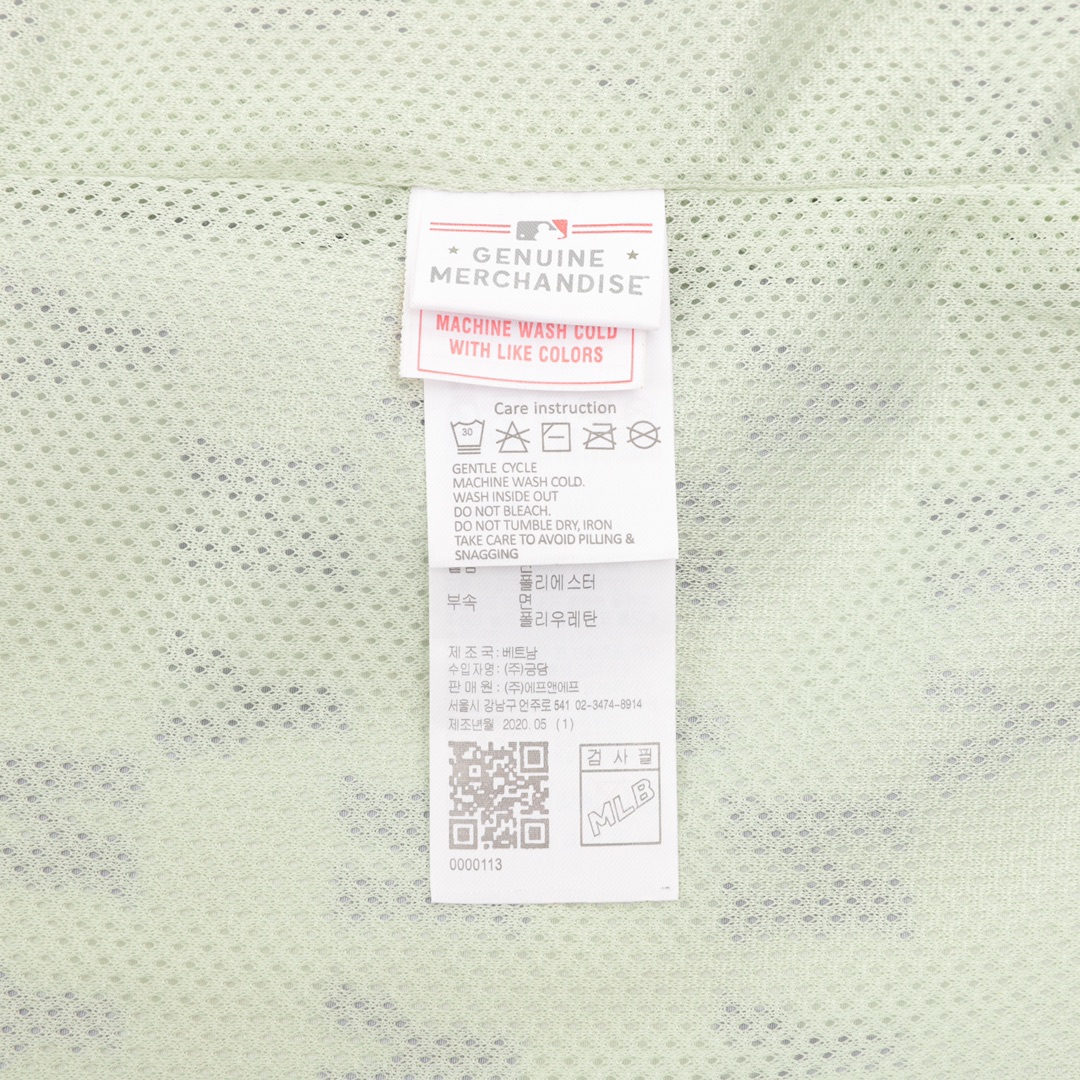 GENUINE
MERCHANDISE™
MACHINE WASH COLD
WITH LIKE COLORS
Care instruction
30
GENTLE CYCLE
MACHINE WASH COLD.
WASH INSIDE OUT
DO NOT BLEACH.
DO NOT TUMBLE DRY, IRON
TAKE CARE TO AVOID PILLING &
SNAGGING
폴리에스터
부속 면
폴리우레탄
제 조 국 : 베트남
수입자명 : (주)궁담
판 매 원 : (주)에프앤에프
서울시 강남구 언주로 541 02-3474-8914
제조년월 2020. 05 (1)
검 사 필
MLB
0000113